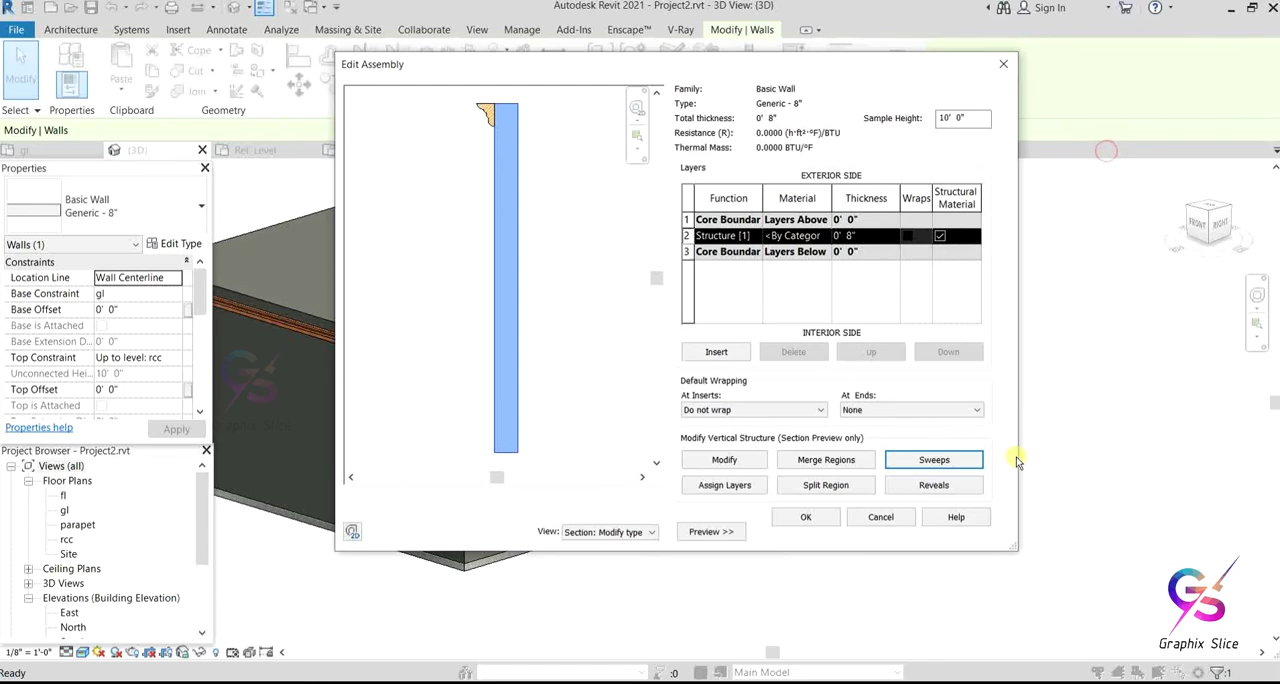 Autodesk Revit 2021 - Project2.rvt - 3D View: {3D}
Sign In
File Architecture Systems Insert Annotate Analyze Massing & Site Collaborate View Manage Add-Ins Enscape™ V-Ray Modify | Walls
Modify
Properties
Paste
Cope
Cut
Join
Select Properties Clipboard Geometry
Modify | Walls
gl {3D} Ref. Level
Properties
Basic Wall
Generic - 8"
Walls (1) Edit Type
Constraints
Location Line Wall Centerline
Base Constraint gl
Base Offset 0' 0"
Base is Attached
Base Extension D...
Top Constraint Up to level: rcc
Unconnected Hei... 10' 0"
Top Offset 0' 0"
Top is Attached
Properties help Apply
Project Browser - Project2.rvt
Views (all)
Floor Plans
fl
gl
parapet
rcc
Site
Ceiling Plans
3D Views
Elevations (Building Elevation)
East
North
1/8" = 1'-0"
Ready
:0
Main Model
:1
Edit Assembly
Family: Basic Wall
Type: Generic - 8"
Total thickness: 0' 8" Sample Height: 10' 0"
Resistance (R): 0.0000 (h·ft²·°F)/BTU
Thermal Mass: 0.0000 BTU/°F
Layers
EXTERIOR SIDE
Function Material Thickness Wraps Structural Material
1 Core Boundar Layers Above 0' 0"
2 Structure [1] <By Categor 0' 8"
3 Core Boundar Layers Below 0' 0"
INTERIOR SIDE
Insert Delete Up Down
Default Wrapping
At Inserts: At Ends:
Do not wrap None
Modify Vertical Structure (Section Preview only)
Modify Merge Regions Sweeps
Assign Layers Split Region Reveals
OK Cancel Help
View: Section: Modify type Preview >>
2D
FRONT RIGHT
GS
Graphix Slice